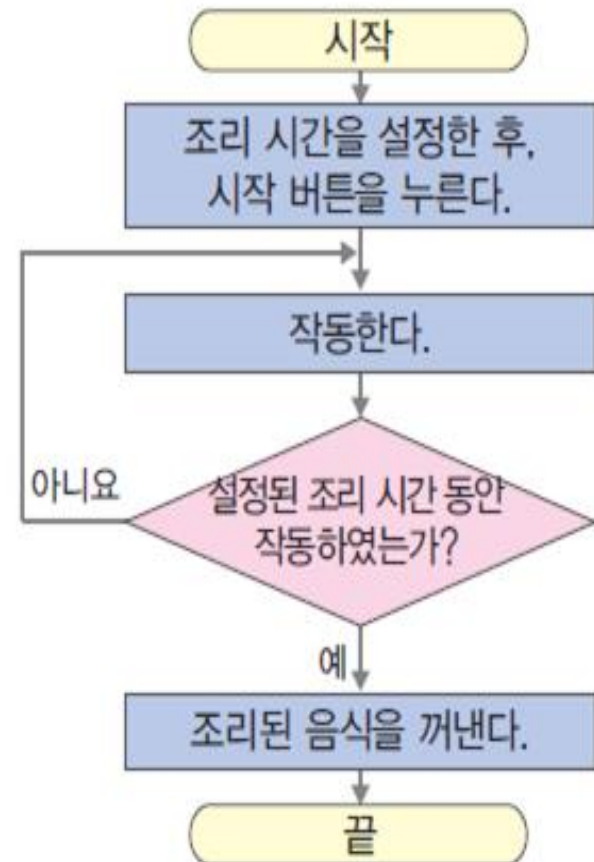 시작
조리 시간을 설정한 후,
시작 버튼을 누른다.
작동한다.
아니요
설정된 조리 시간 동안
작동하였는가?
예
조리된 음식을 꺼낸다.
끝